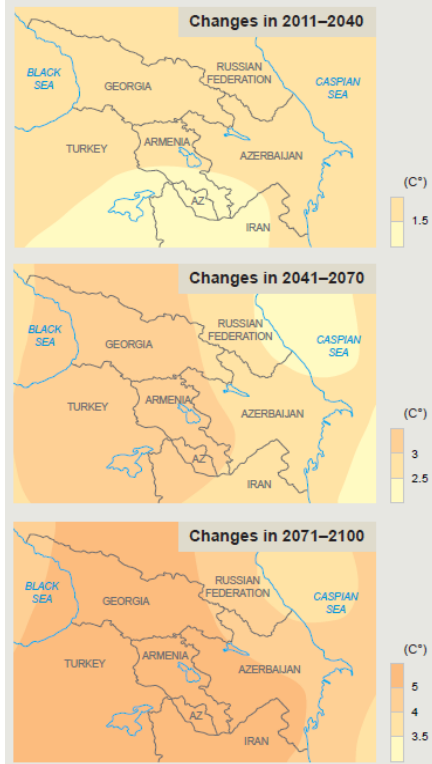 Changes in 2011–2040
BLACK
SEA
GEORGIA
RUSSIAN
FEDERATION
CASPIAN
SEA
TURKEY
ARMENIA
AZERBAIJAN
AZ
IRAN
(C°)
1.5
Changes in 2041–2070
BLACK
SEA
GEORGIA
RUSSIAN
FEDERATION
CASPIAN
SEA
TURKEY
ARMENIA
AZERBAIJAN
AZ
IRAN
(C°)
3
2.5
Changes in 2071–2100
BLACK
SEA
GEORGIA
RUSSIAN
FEDERATION
CASPIAN
SEA
TURKEY
ARMENIA
AZERBAIJAN
AZ
IRAN
(C°)
5
4
3.5